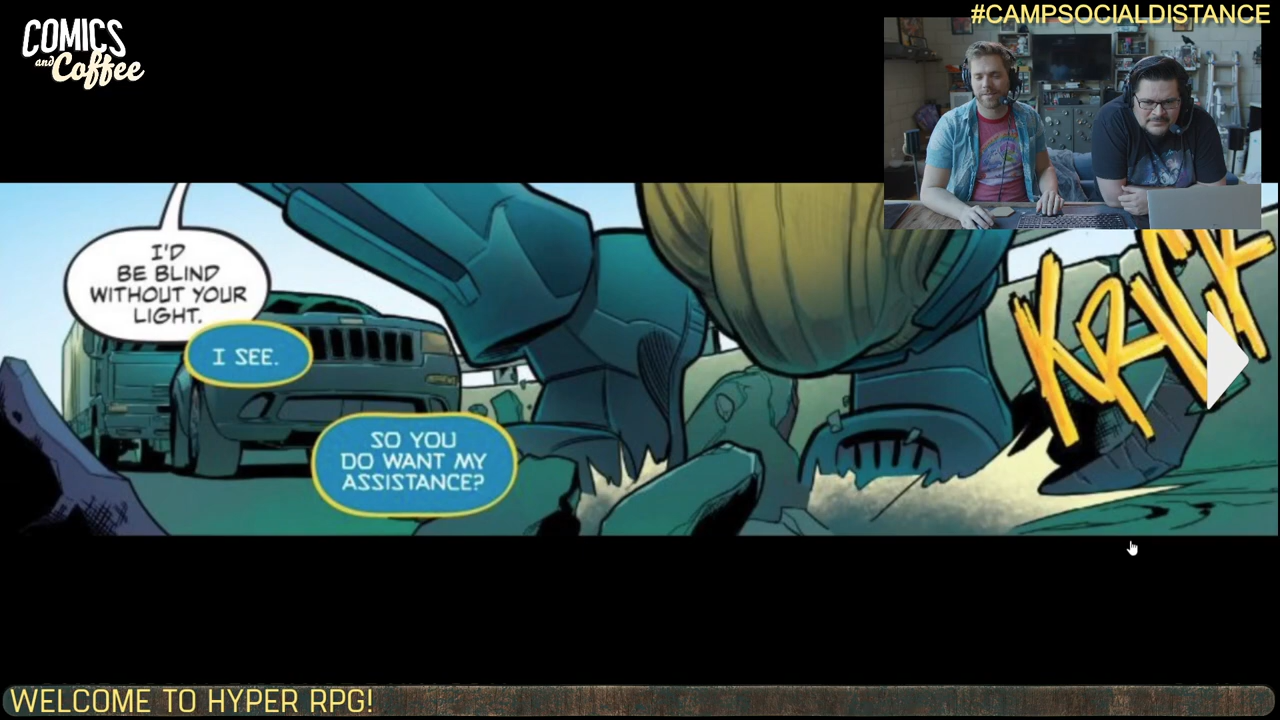 #CAMPSOCIALDISTANCE
COMICS
and Coffee
I'D
BE BLIND
WITHOUT YOUR
LIGHT.
I SEE.
SO YOU
DO WANT MY
ASSISTANCE?
WELCOME TO HYPER RPG!